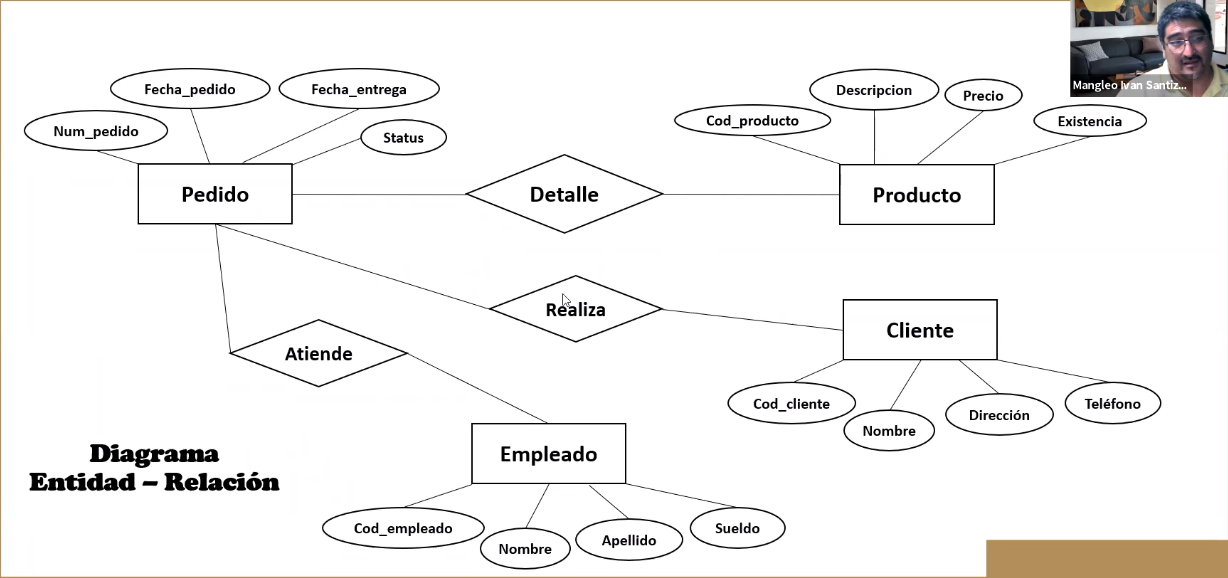 Mangleo Ivan Santiz...
Fecha_pedido
Fecha_entrega
Num_pedido
Status
Descripcion
Precio
Cod_producto
Existencia
Pedido
Detalle
Producto
Realiza
Cliente
Atiende
Cod_cliente
Nombre
Dirección
Teléfono
Empleado
Diagrama
Entidad – Relación
Cod_empleado
Nombre
Apellido
Sueldo